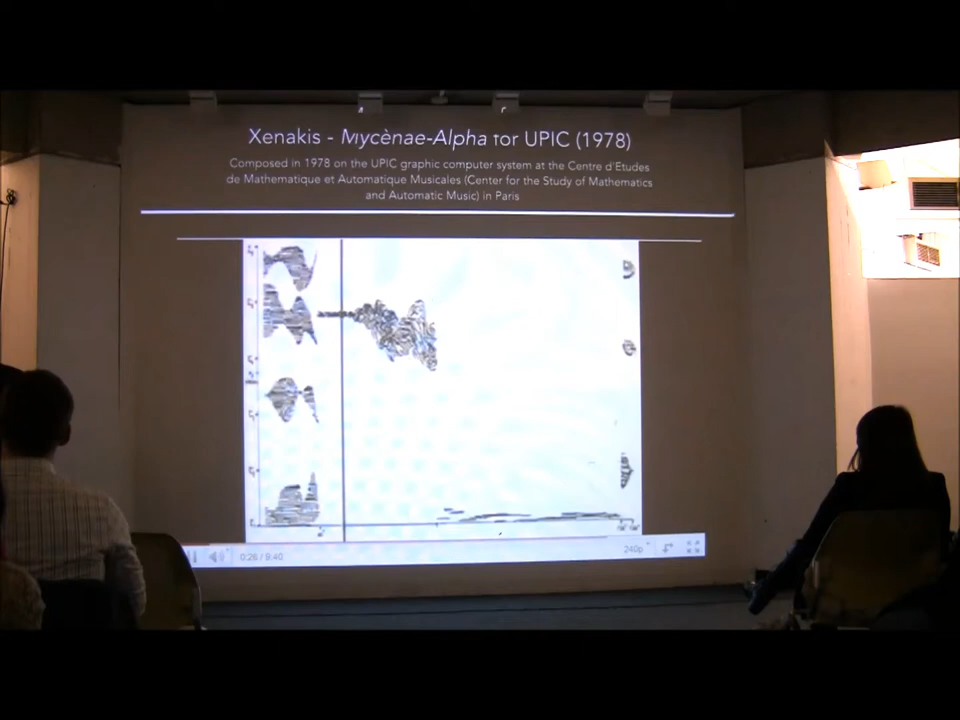 Xenakis - Mycènae-Alpha for UPIC (1978)
Composed in 1978 on the UPIC graphic computer system at the Centre d'Etudes
de Mathematique et Automatique Musicales (Center for the Study of Mathematics
and Automatic Music) in Paris
0:26 / 9:40
240p